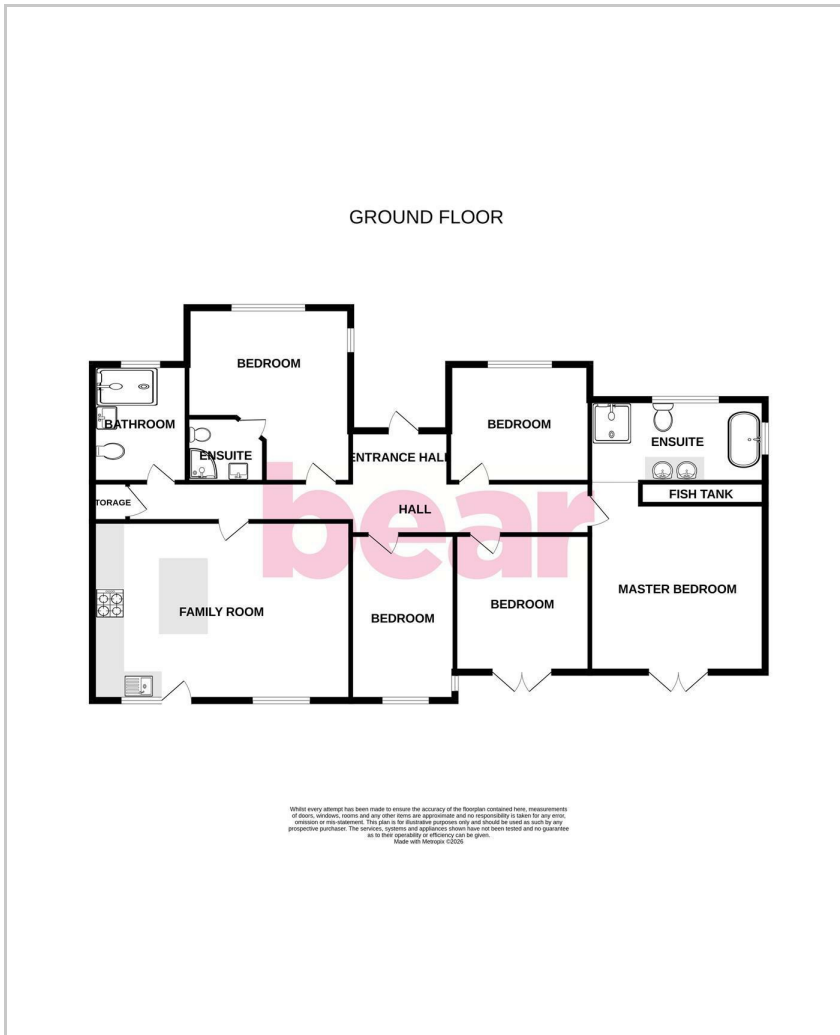 GROUND FLOOR
BEDROOM
BATHROOM
ENSUITE
BEDROOM
ENSUITE
ENTRANCE HALL
FISH TANK
TORAGE
HALL
bear
MASTER BEDROOM
FAMILY ROOM
BEDROOM
BEDROOM
Whilst every attempt has been made to ensure the accuracy of the floorplan contained here, measurements
of doors, windows, rooms and any other items are approximate and no responsibility is taken for any error,
omission or mis-statement. This plan is for illustrative purposes only and should be used as such by any
prospective purchaser. The services, systems and appliances shown have not been tested and no guarantee
as to their operability or efficiency can be given.
Made with Metropix ©2026